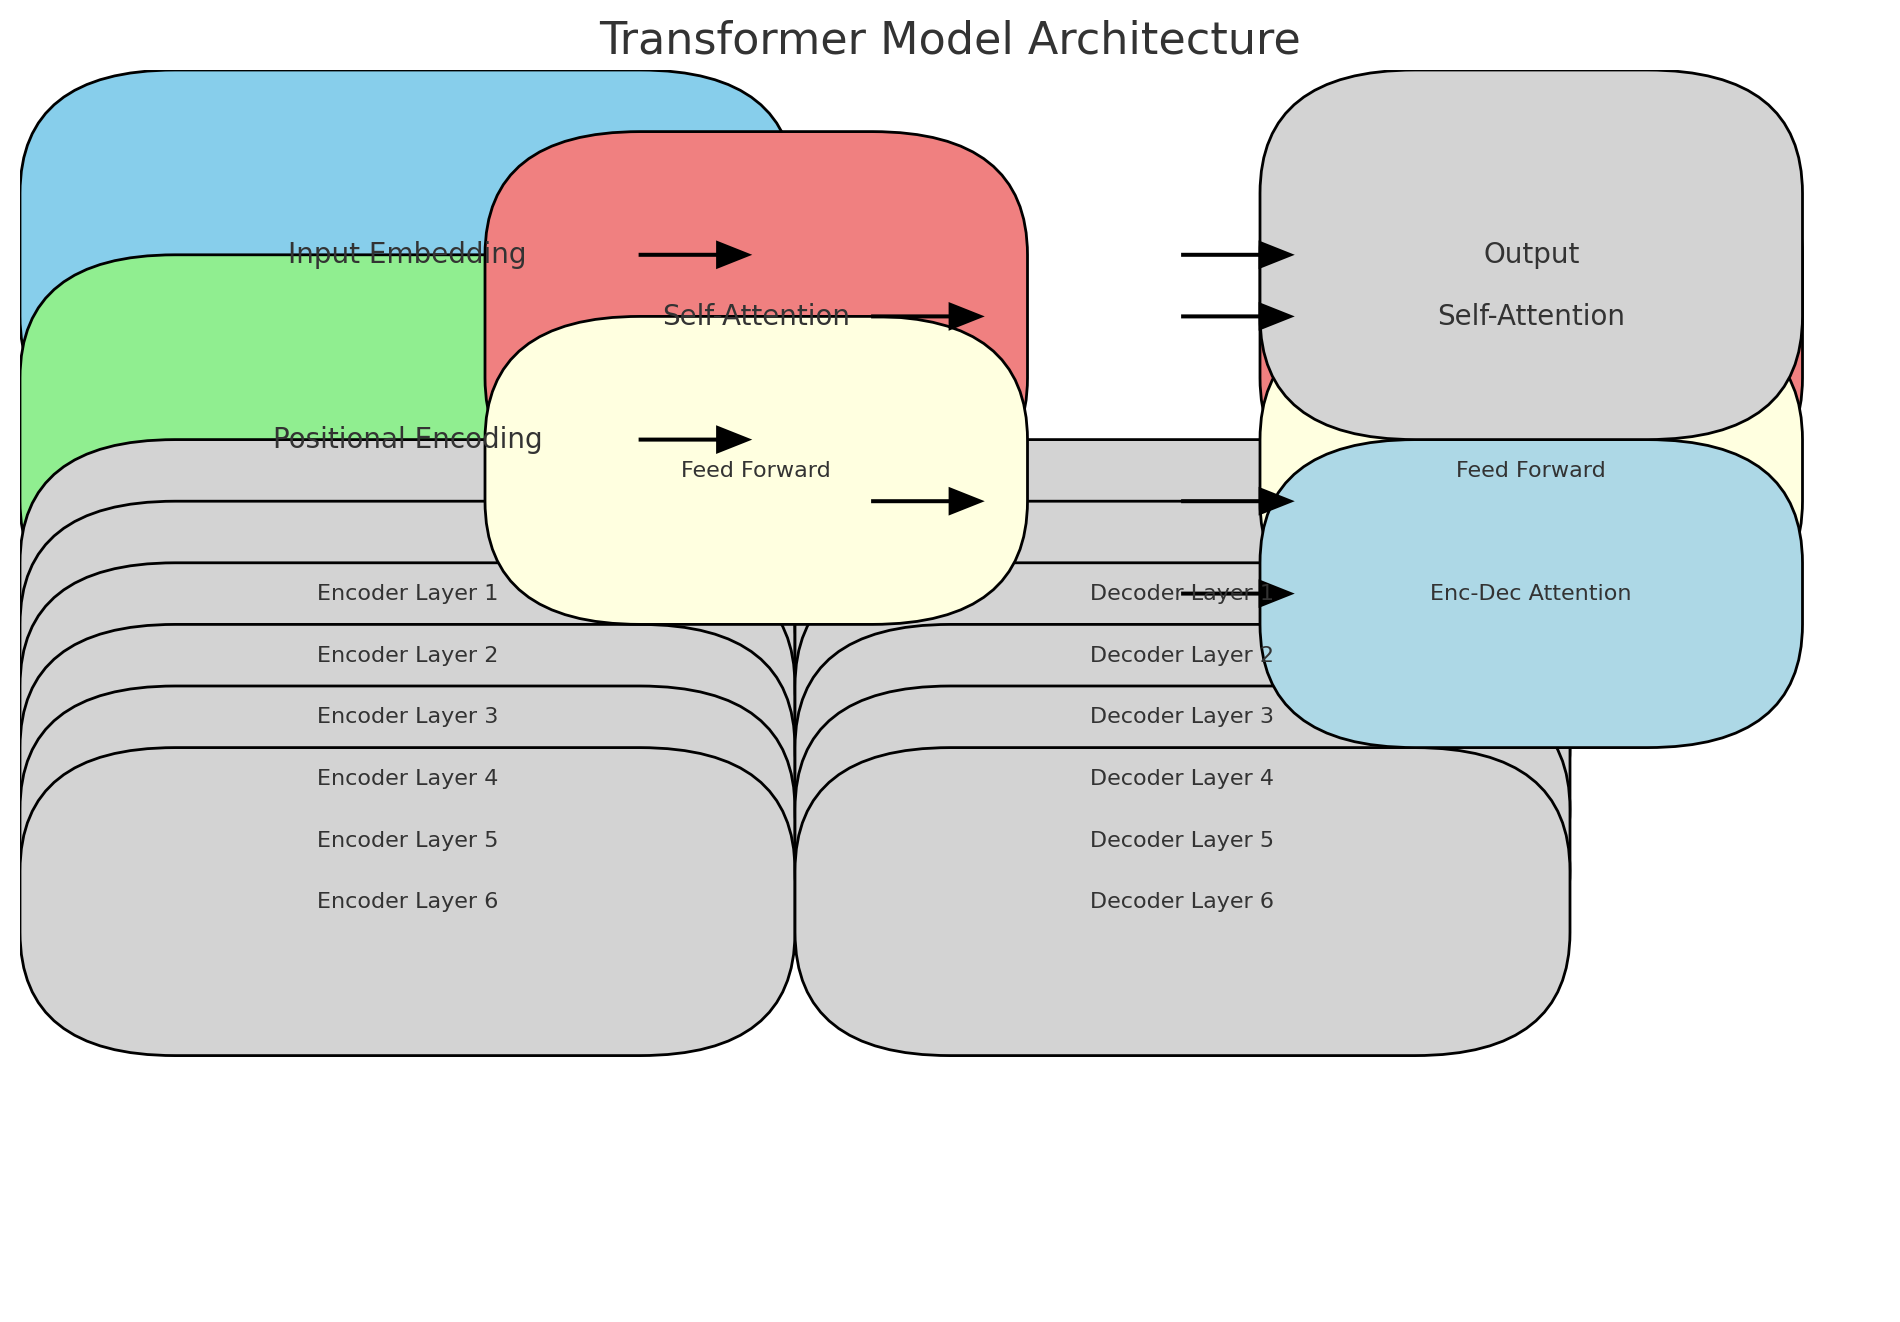 Transformer Model Architecture
Input Embedding
Output
Self-Attention
Self-Attention
Positional Encoding
Feed Forward
Feed Forward
Encoder Layer 1
Decoder Layer 1
Enc-Dec Attention
Encoder Layer 2
Decoder Layer 2
Encoder Layer 3
Decoder Layer 3
Encoder Layer 4
Decoder Layer 4
Encoder Layer 5
Decoder Layer 5
Encoder Layer 6
Decoder Layer 6